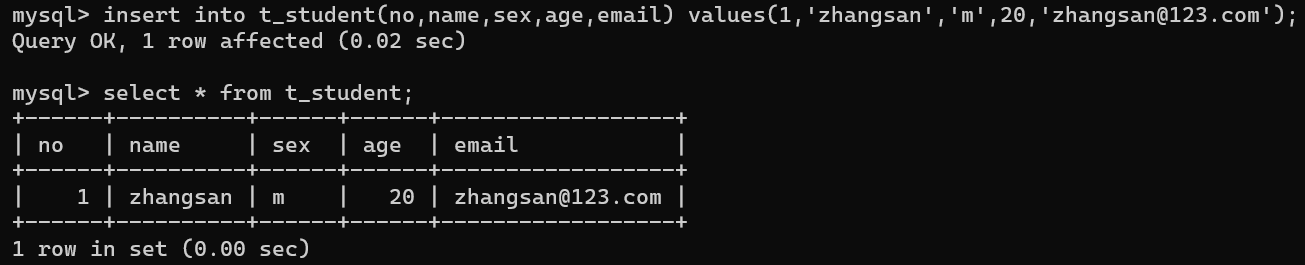 mysql> insert into t_student(no,name,sex,age,email) values(1,'zhangsan','m',20,'zhangsan@123.com');
Query OK, 1 row affected (0.02 sec)

mysql> select * from t_student;
+------+----------+------+------+------------------+
| no   | name     | sex  | age  | email            |
+------+----------+------+------+------------------+
|    1 | zhangsan | m    |   20 | zhangsan@123.com |
+------+----------+------+------+------------------+
1 row in set (0.00 sec)